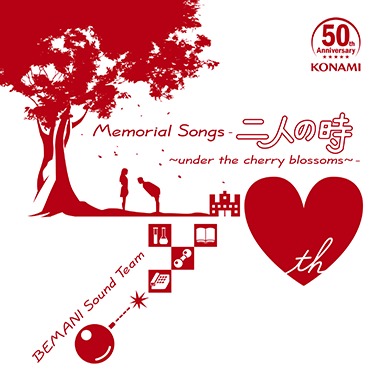 50th
Anniversary
KONAMI
Memorial Songs - 二人の時
~under the cherry blossoms~ -
th
BEMANI Sound Team